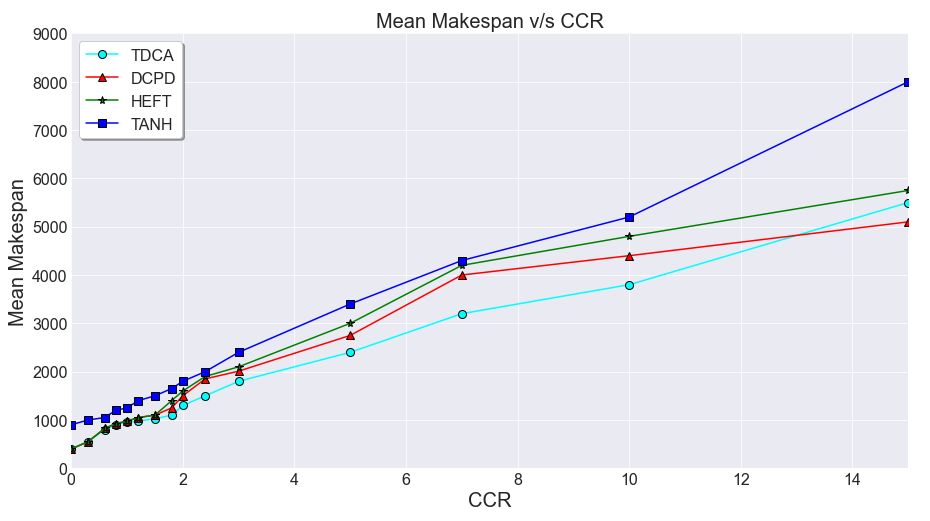 Mean Makespan v/s CCR
TDCA
DCPD
HEFT
TANH
9000
8000
7000
6000
5000
4000
3000
2000
1000
0
Mean Makespan
0 2 4 6 8 10 12 14
CCR